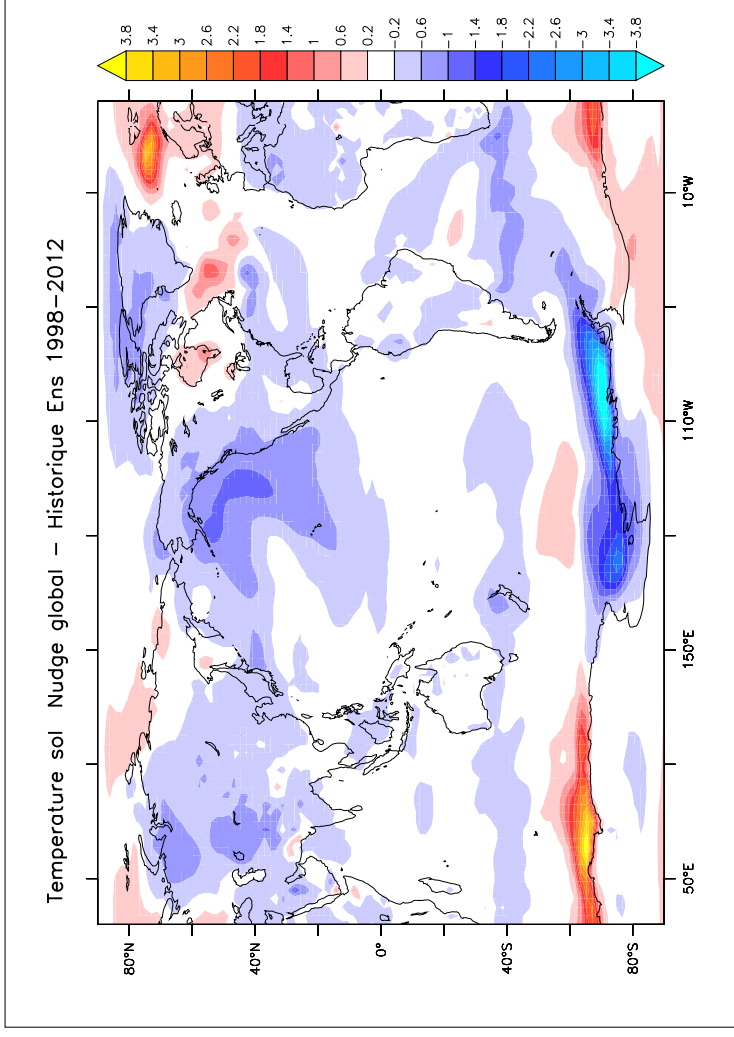 Temperature sol Nudge global − Historique Ens 1998−2012
80°N
40°N
0°
40°S
80°S
50°E
150°E
110°W
10°W
3.8
3.4
3
2.6
2.2
1.8
1.4
1
0.6
0.2
−0.2
−0.6
−1
−1.4
−1.8
−2.2
−2.6
−3
−3.4
−3.8